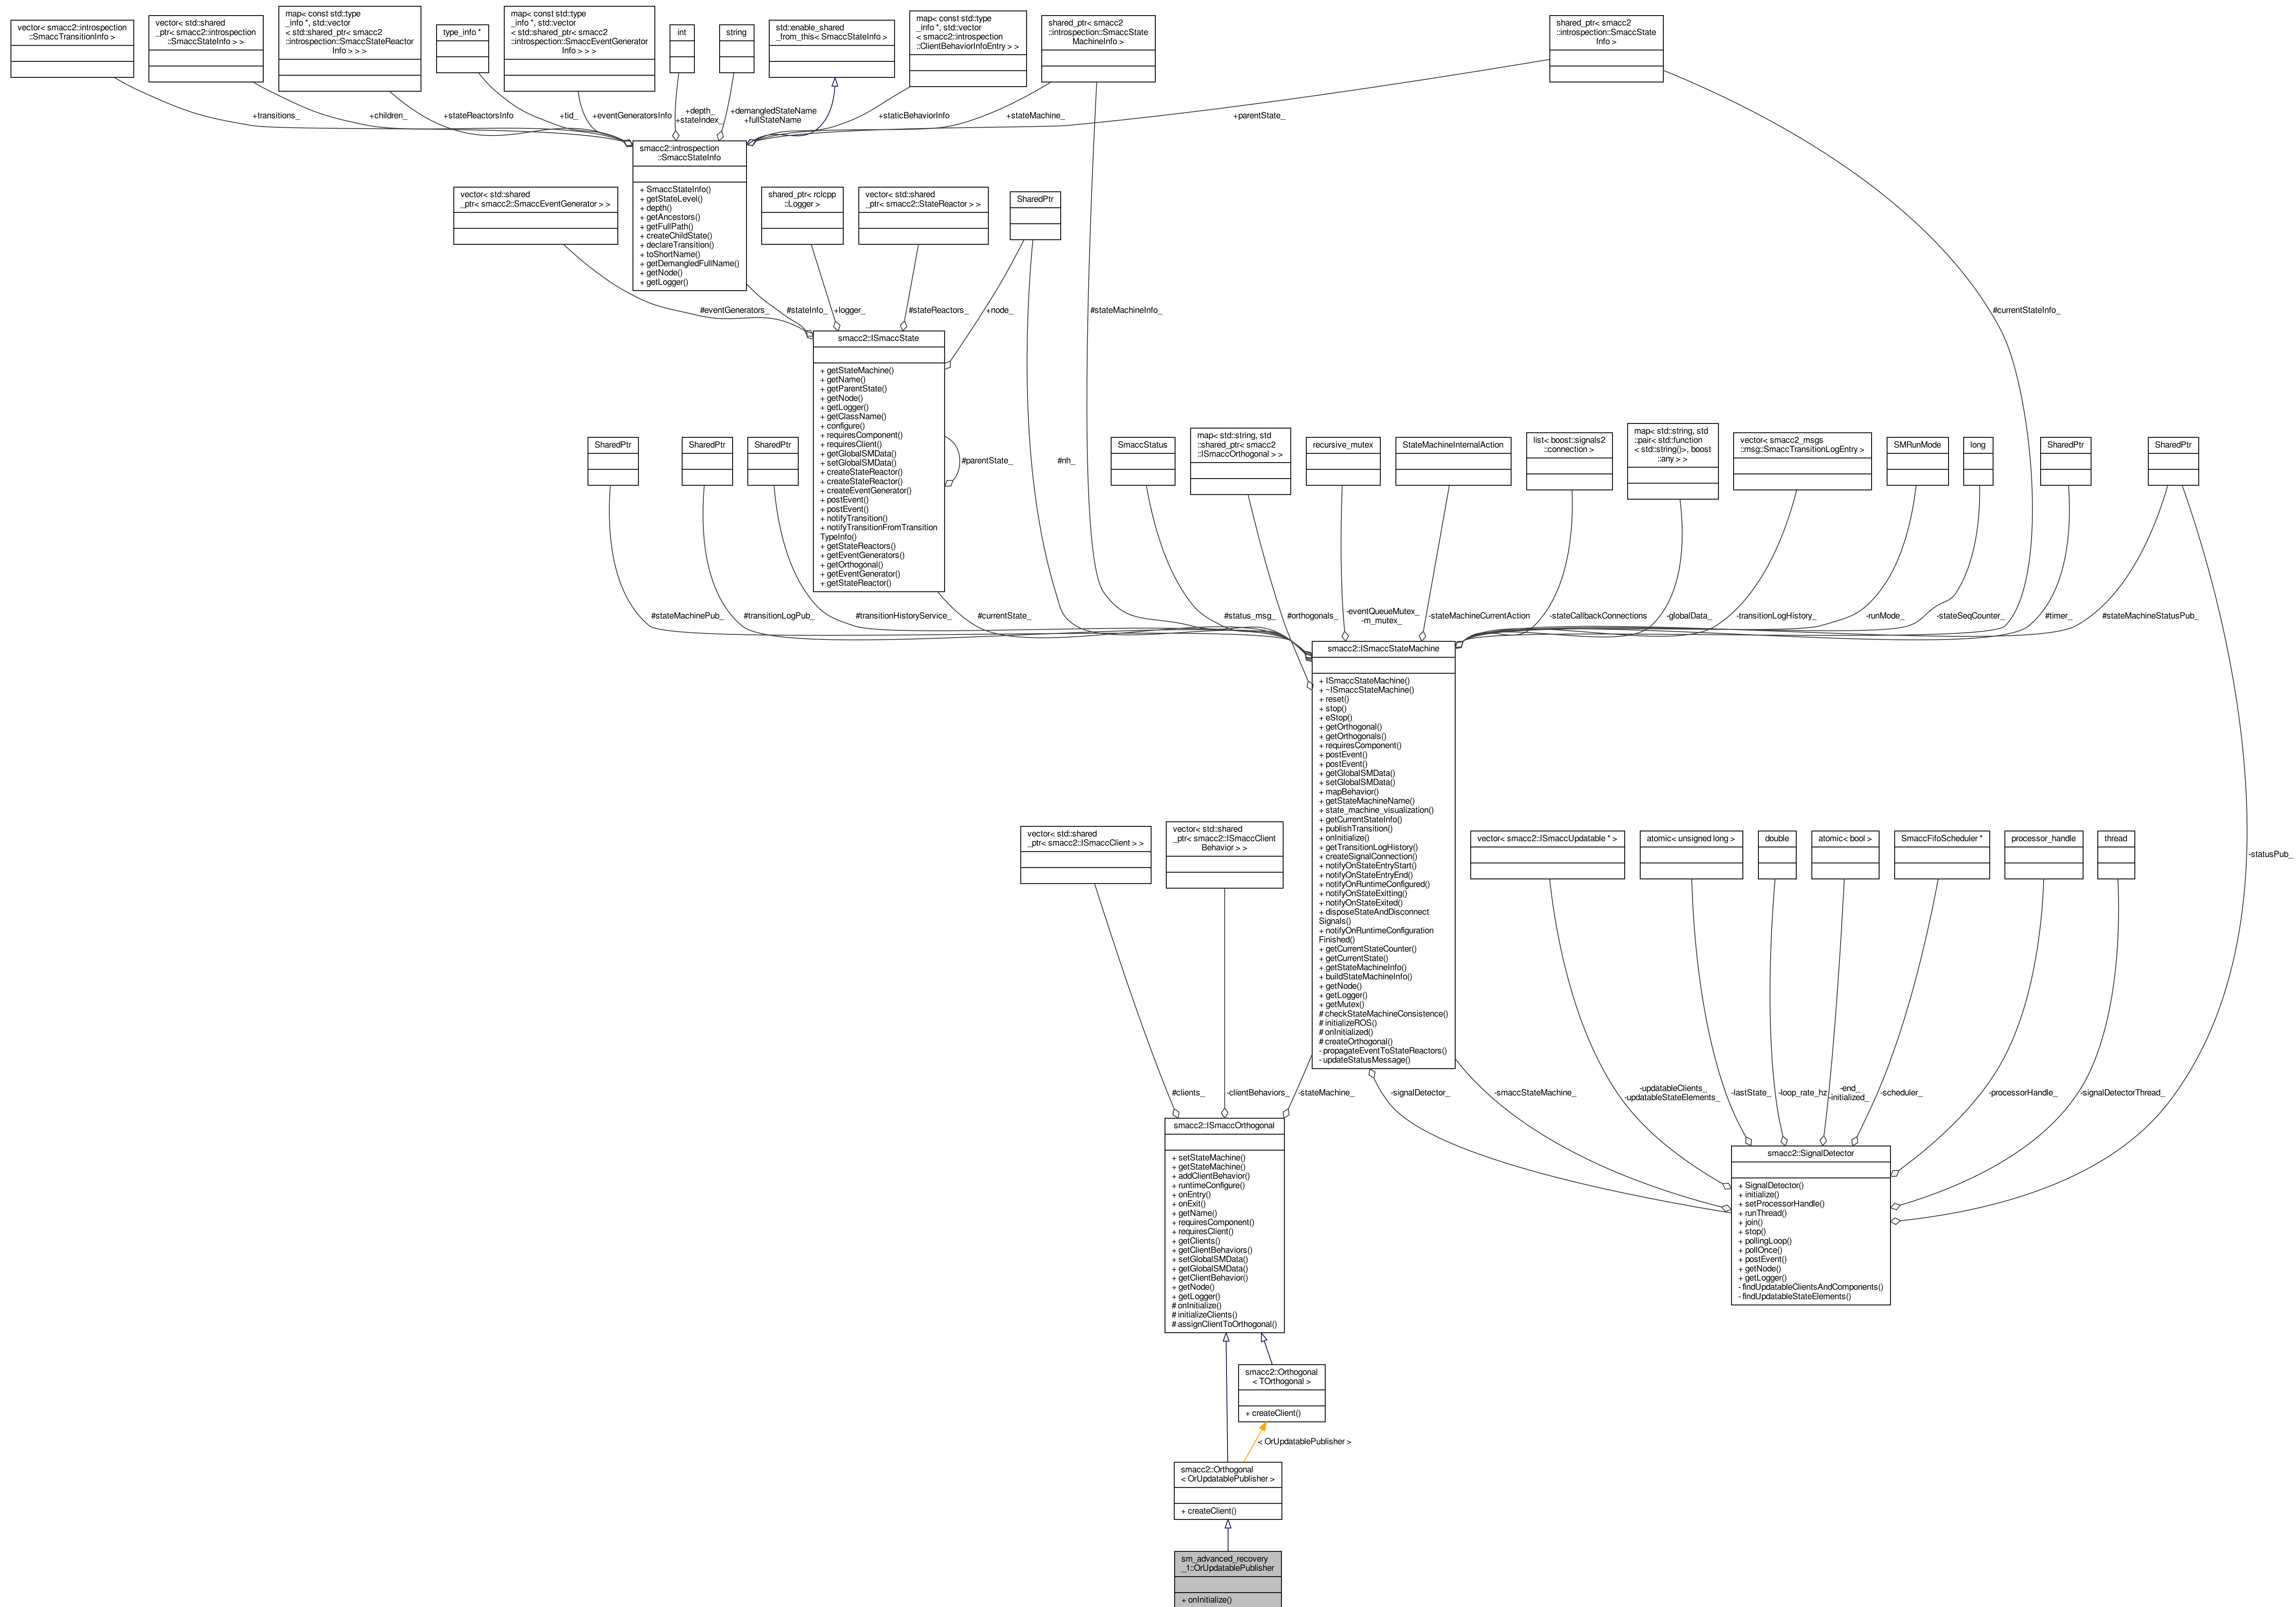 vector< smacc2::introspection
::SmaccTransitionInfo >
vector< std::shared
_ptr< smacc2::introspection
::SmaccStateInfo > >
map< const std::type
_info *, std::vector
< std::shared_ptr< smacc2
::introspection::SmaccStateReactor
Info > > >
type_info *
map< const std::type
_info *, std::vector
< std::shared_ptr< smacc2
::introspection::SmaccEventGenerator
Info > > >
int
string
std::enable_shared
_from_this< SmaccStateInfo >
map< const std::type
_info *, std::vector
< smacc2::introspection
::ClientBehaviorInfoEntry > >
shared_ptr< smacc2
::introspection::SmaccState
MachineInfo >
shared_ptr< smacc2
::introspection::SmaccState
Info >
+transitions_
+children_
+stateReactorsInfo
+tid_
+eventGeneratorsInfo
+depth_
+stateIndex_
+demangledStateName
+fullStateName
+staticBehaviorInfo
+stateMachine_
+parentState_
smacc2::introspection
::SmaccStateInfo
+ SmaccStateInfo()
+ getStateLevel()
+ depth()
+ getAncestors()
+ getFullPath()
+ createChildState()
+ declareTransition()
+ toShortName()
+ getDemangledFullName()
+ getNode()
+ getLogger()
vector< std::shared
_ptr< smacc2::SmaccEventGenerator > >
shared_ptr< rclcpp
::Logger >
vector< std::shared
_ptr< smacc2::StateReactor > >
SharedPtr
#eventGenerators_
#stateInfo_
+logger_
#stateReactors_
+node_
#stateMachineInfo_
#currentStateInfo_
smacc2::ISmaccState
+ getStateMachine()
+ getName()
+ getParentState()
+ getNode()
+ getLogger()
+ getClassName()
+ configure()
+ requiresComponent()
+ requiresClient()
+ getGlobalSMData()
+ setGlobalSMData()
+ createStateReactor()
+ createStateReactor()
+ createEventGenerator()
+ postEvent()
+ postEvent()
+ notifyTransition()
+ notifyTransitionFromTransition
TypeInfo()
+ getStateReactors()
+ getEventGenerators()
+ getOrthogonal()
+ getEventGenerator()
+ getStateReactor()
#parentState_
#nh_
SharedPtr
SharedPtr
SharedPtr
SmaccStatus
map< std::string, std
::shared_ptr< smacc2
::ISmaccOrthogonal > >
recursive_mutex
StateMachineInternalAction
list< boost::signals2
::connection >
map< std::string, std
::pair< std::function
< std::string()>, boost
::any > >
vector< smacc2_msgs
::msg::SmaccTransitionLogEntry >
SMRunMode
long
SharedPtr
SharedPtr
#stateMachinePub_
#transitionLogPub_
#transitionHistoryService_
#currentState_
#status_msg_
#orthogonals_
-eventQueueMutex_
-m_mutex_
-stateMachineCurrentAction
-stateCallbackConnections
-globalData_
-transitionLogHistory_
-runMode_
-stateSeqCounter_
#timer_
#stateMachineStatusPub_
smacc2::ISmaccStateMachine
+ ISmaccStateMachine()
+ ~ISmaccStateMachine()
+ reset()
+ stop()
+ eStop()
+ getOrthogonal()
+ getOrthogonals()
+ requiresComponent()
+ postEvent()
+ postEvent()
+ getGlobalSMData()
+ setGlobalSMData()
+ mapBehavior()
+ getStateMachineName()
+ state_machine_visualization()
+ getCurrentStateInfo()
+ publishTransition()
+ onInitialize()
+ getTransitionLogHistory()
+ createSignalConnection()
+ notifyOnStateEntryStart()
+ notifyOnStateEntryEnd()
+ notifyOnRuntimeConfigured()
+ notifyOnStateExitting()
+ notifyOnStateExited()
+ disposeStateAndDisconnect
Signals()
+ notifyOnRuntimeConfiguration
Finished()
+ getCurrentStateCounter()
+ getCurrentState()
+ getStateMachineInfo()
+ buildStateMachineInfo()
+ getNode()
+ getLogger()
+ getMutex()
# checkStateMachineConsistence()
# initializeROS()
# onInitialized()
# createOrthogonal()
- propagateEventToStateReactors()
- updateStatusMessage()
vector< std::shared
_ptr< smacc2::ISmaccClient > >
vector< std::shared
_ptr< smacc2::ISmaccClient
Behavior > >
vector< smacc2::ISmaccUpdatable * >
atomic< unsigned long >
double
atomic< bool >
SmaccFifoScheduler *
processor_handle
thread
-statusPub_
#clients_
-clientBehaviors_
-stateMachine_
-signalDetector_
-smaccStateMachine_
-updatableClients_
-updatableStateElements_
-lastState_
-loop_rate_hz
-end_
-initialized_
-scheduler_
-processorHandle_
-signalDetectorThread_
smacc2::ISmaccOrthogonal
+ setStateMachine()
+ getStateMachine()
+ addClientBehavior()
+ runtimeConfigure()
+ onEntry()
+ onExit()
+ getName()
+ requiresComponent()
+ requiresClient()
+ getClients()
+ getClientBehaviors()
+ setGlobalSMData()
+ getGlobalSMData()
+ getClientBehavior()
+ getNode()
+ getLogger()
# onInitialize()
# initializeClients()
# assignClientToOrthogonal()
smacc2::SignalDetector
+ SignalDetector()
+ initialize()
+ setProcessorHandle()
+ runThread()
+ join()
+ stop()
+ pollingLoop()
+ pollOnce()
+ postEvent()
+ getNode()
+ getLogger()
- findUpdatableClientsAndComponents()
- findUpdatableStateElements()
smacc2::Orthogonal
< TOrthogonal >
+ createClient()
< OrUpdatablePublisher >
smacc2::Orthogonal
< OrUpdatablePublisher >
+ createClient()
sm_advanced_recovery
_1::OrUpdatablePublisher
+ onInitialize()